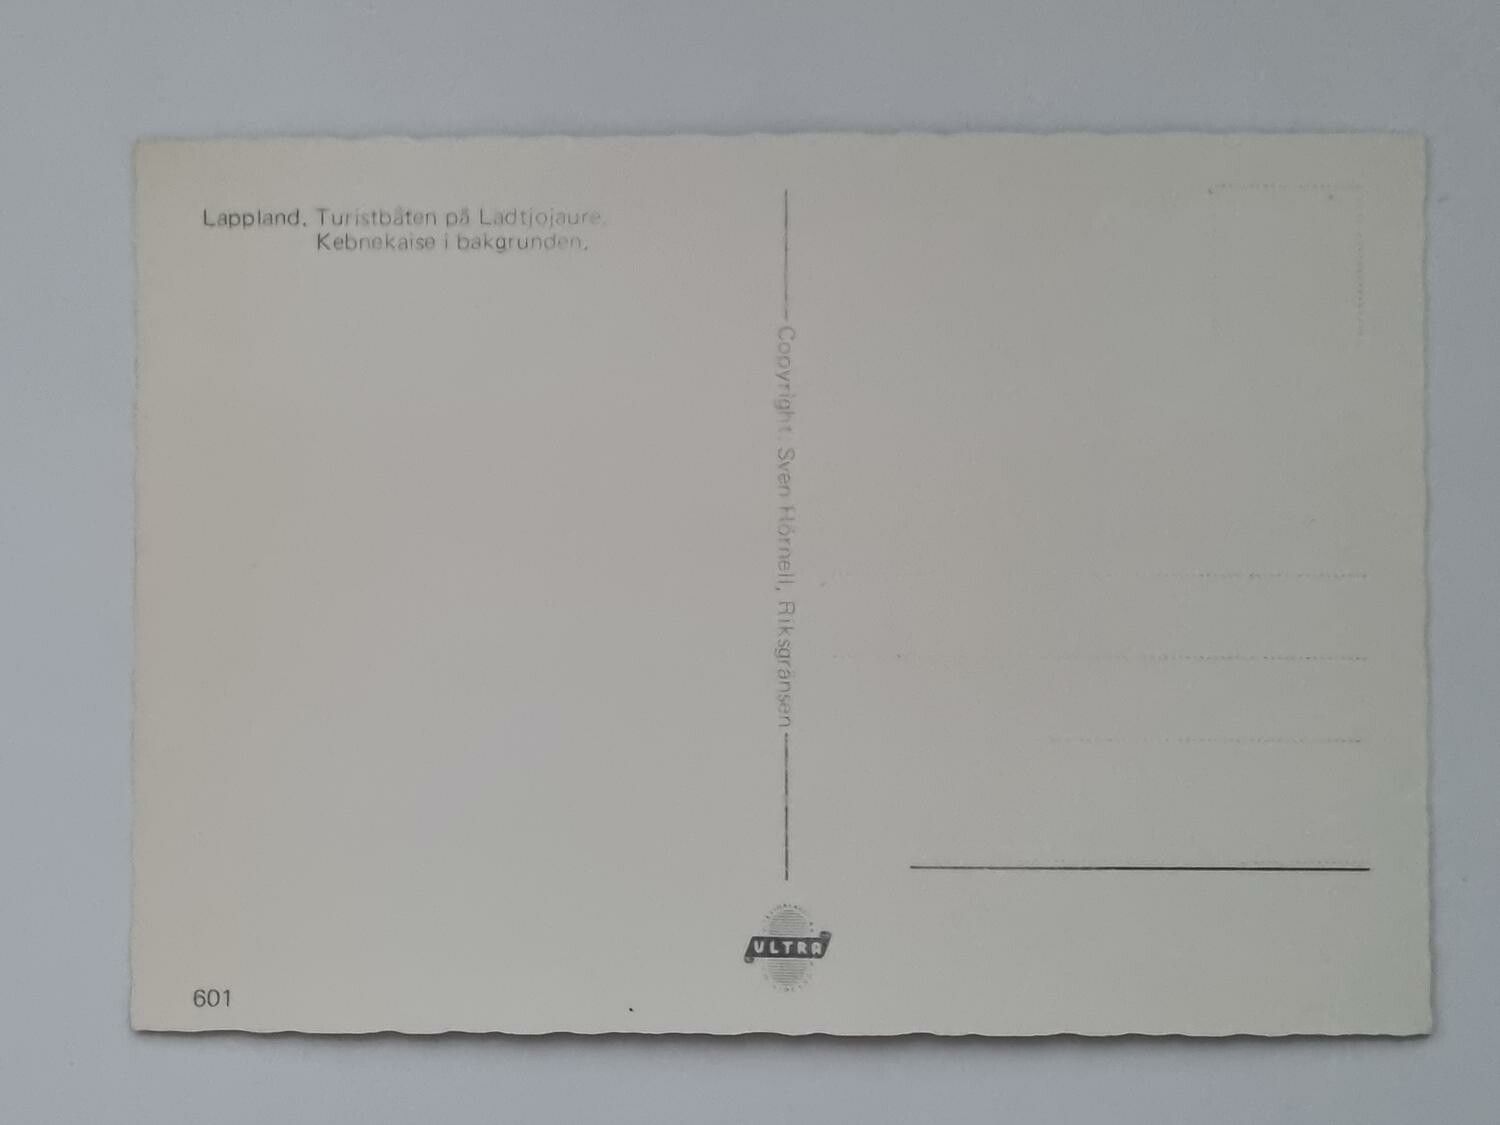 Lappland. Turistbåten på Ladtjojaure.
Kebnekaise i bakgrunden.
Copyright: Sven Hörnell, Riksgränsen
ULTRA
601